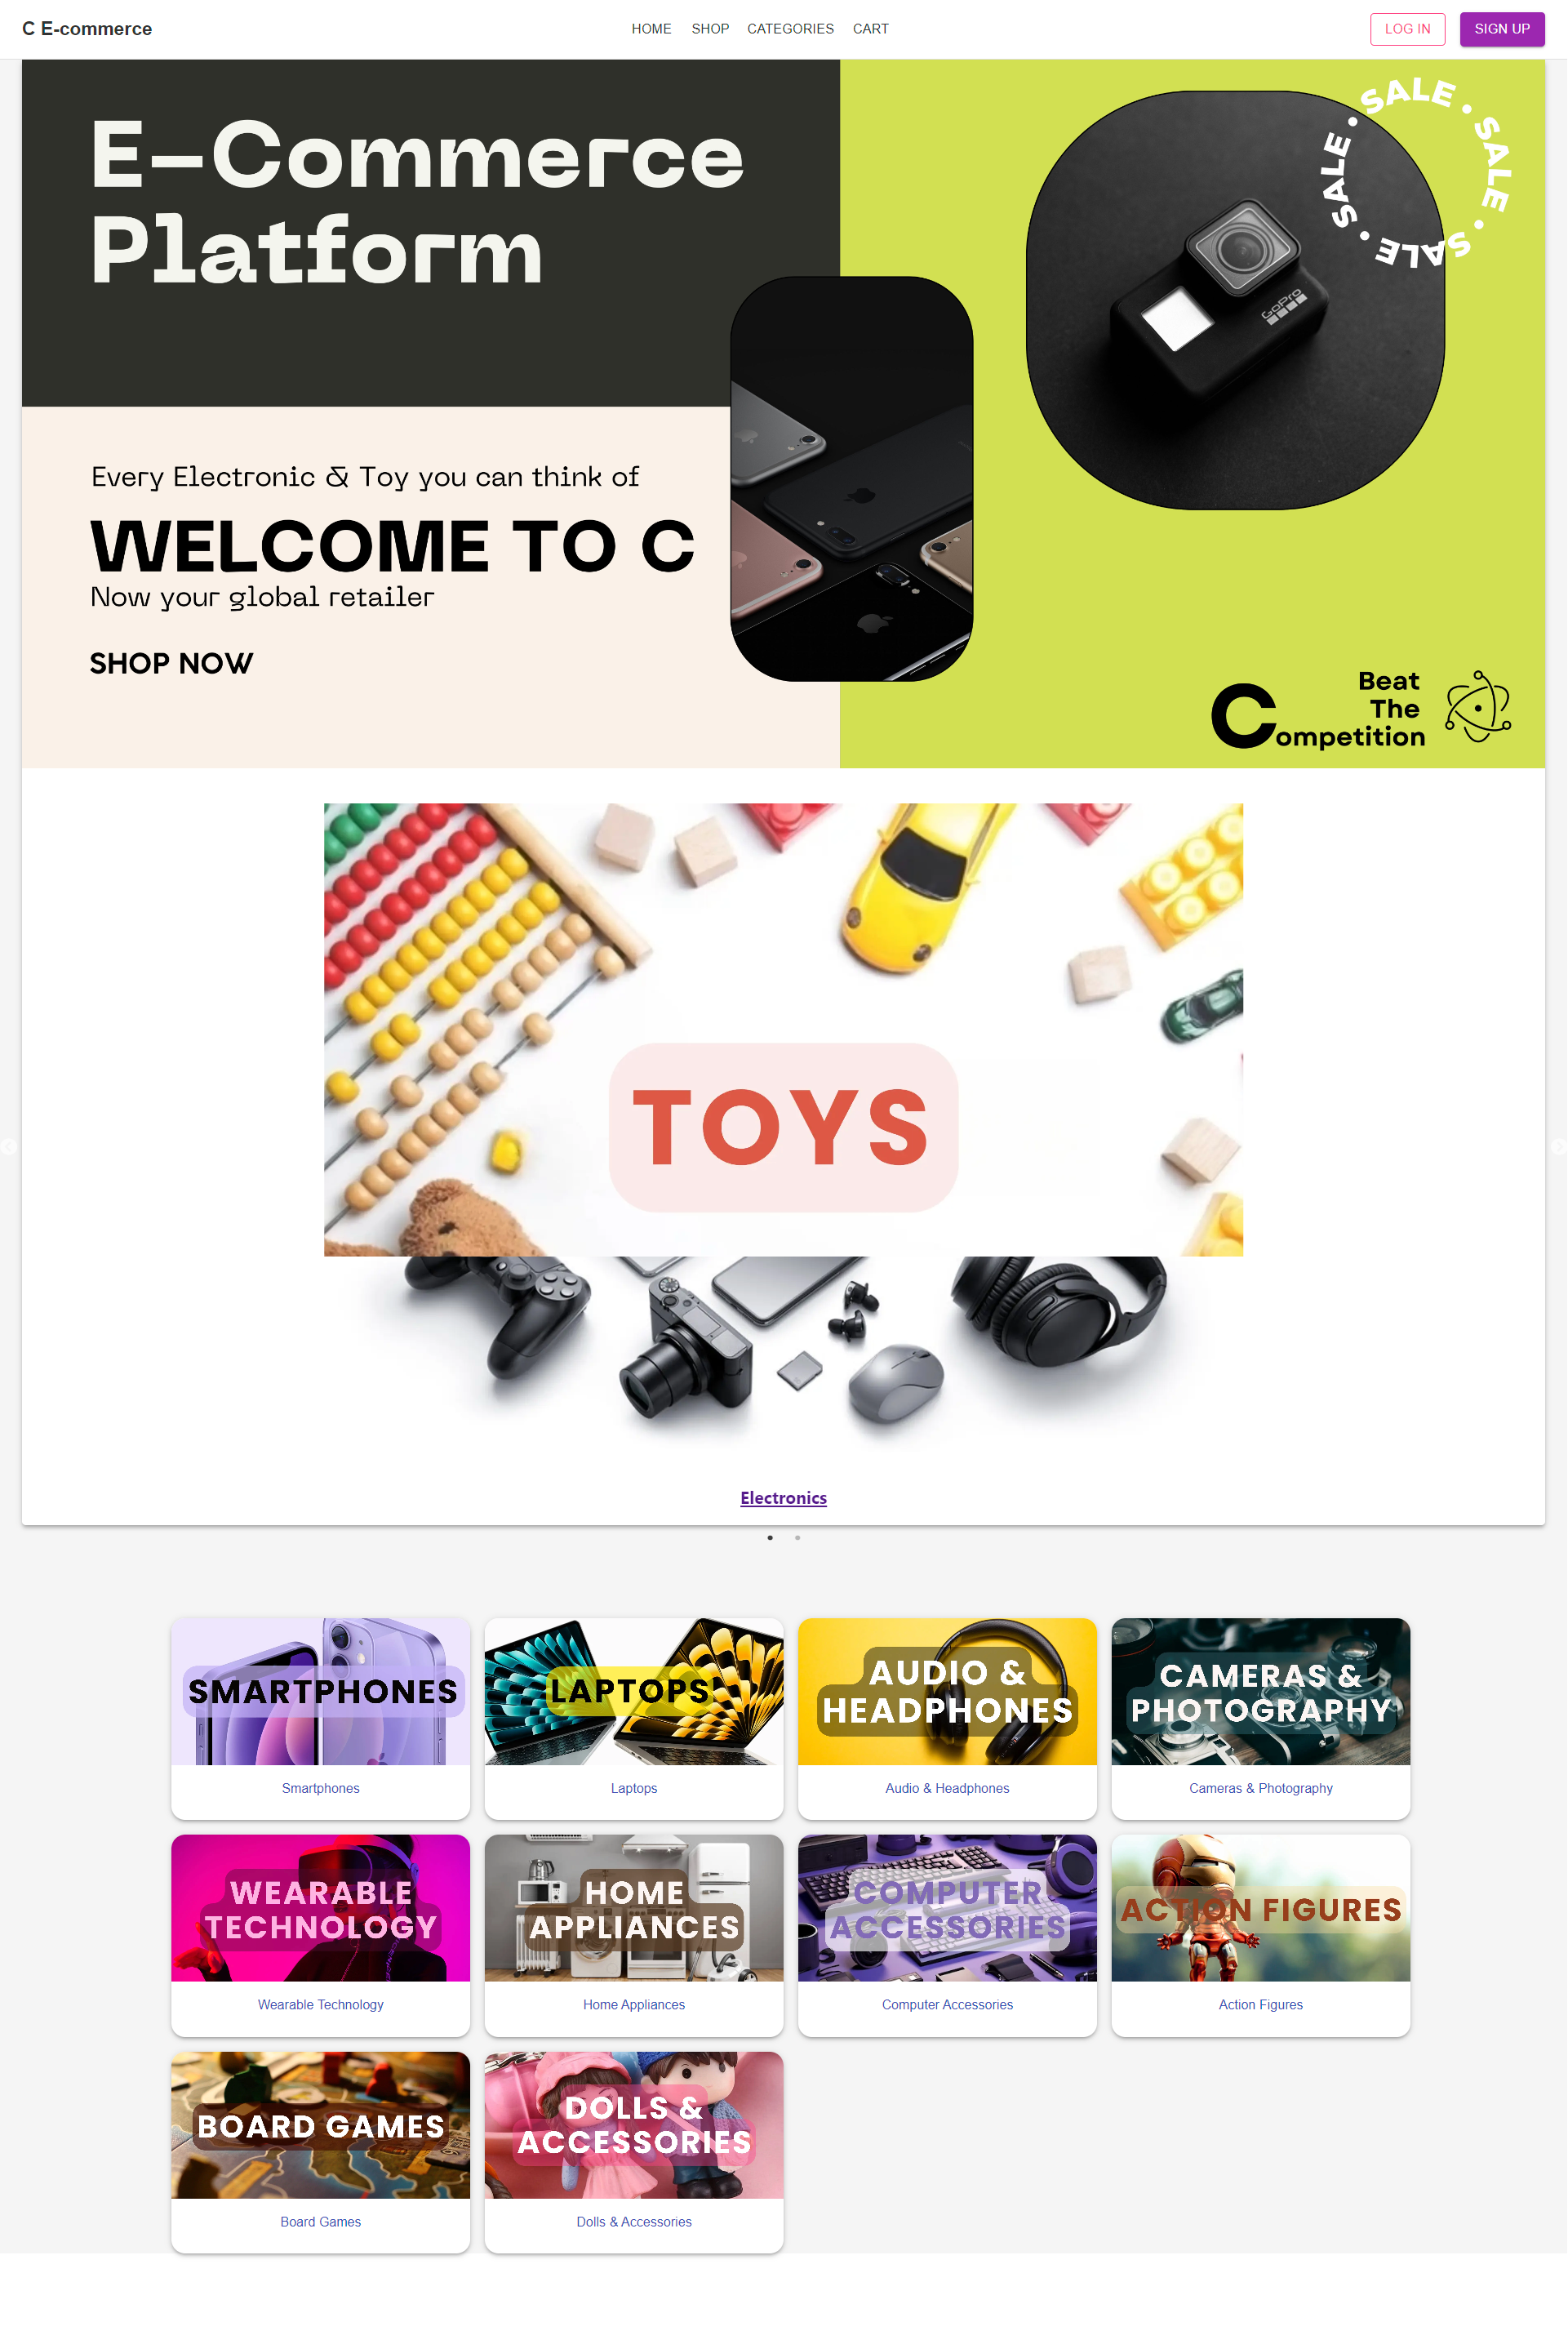 C E-commerce
HOME SHOP CATEGORIES CART
LOG IN
SIGN UP
E-Commerce
Platform
SALE • SALE • SALE • SALE •
GoPro
Every Electronic & Toy you can think of
WELCOME TO C
Now your global retailer
SHOP NOW
Beat
The
Competition
TOYS
Electronics
SMARTPHONES
Smartphones
LAPTOPS
Laptops
AUDIO &
HEADPHONES
Audio & Headphones
CAMERAS &
PHOTOGRAPHY
Cameras & Photography
WEARABLE
TECHNOLOGY
Wearable Technology
HOME
APPLIANCES
Home Appliances
COMPUTER
ACCESSORIES
Computer Accessories
ACTION FIGURES
Action Figures
BOARD GAMES
Board Games
DOLLS &
ACCESSORIES
Dolls & Accessories